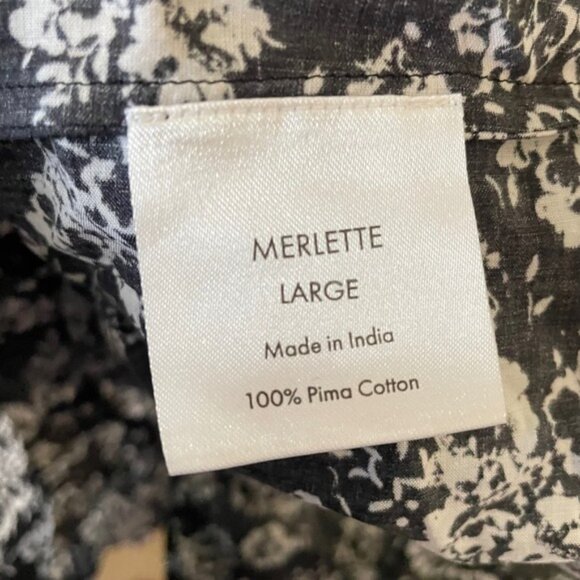 MERLETTE
LARGE
Made in India
100% Pima Cotton